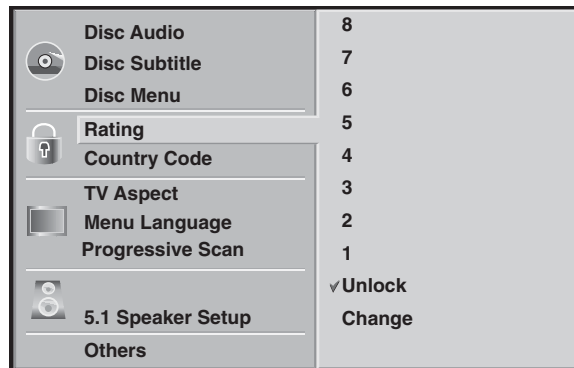 Disc Audio
Disc Subtitle
Disc Menu
Rating
Country Code
TV Aspect
Menu Language
Progressive Scan
5.1 Speaker Setup
Others
8
7
6
5
4
3
2
1
Unlock
Change